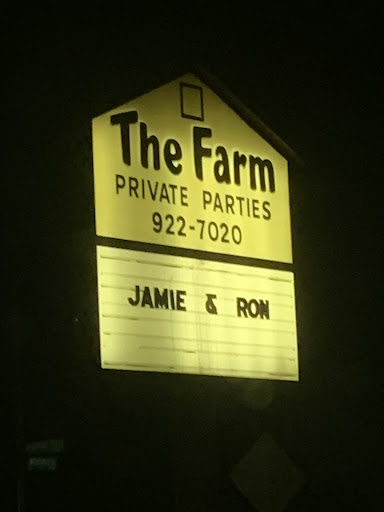 The Farm
PRIVATE PARTIES
922-7020
JAMIE & RON